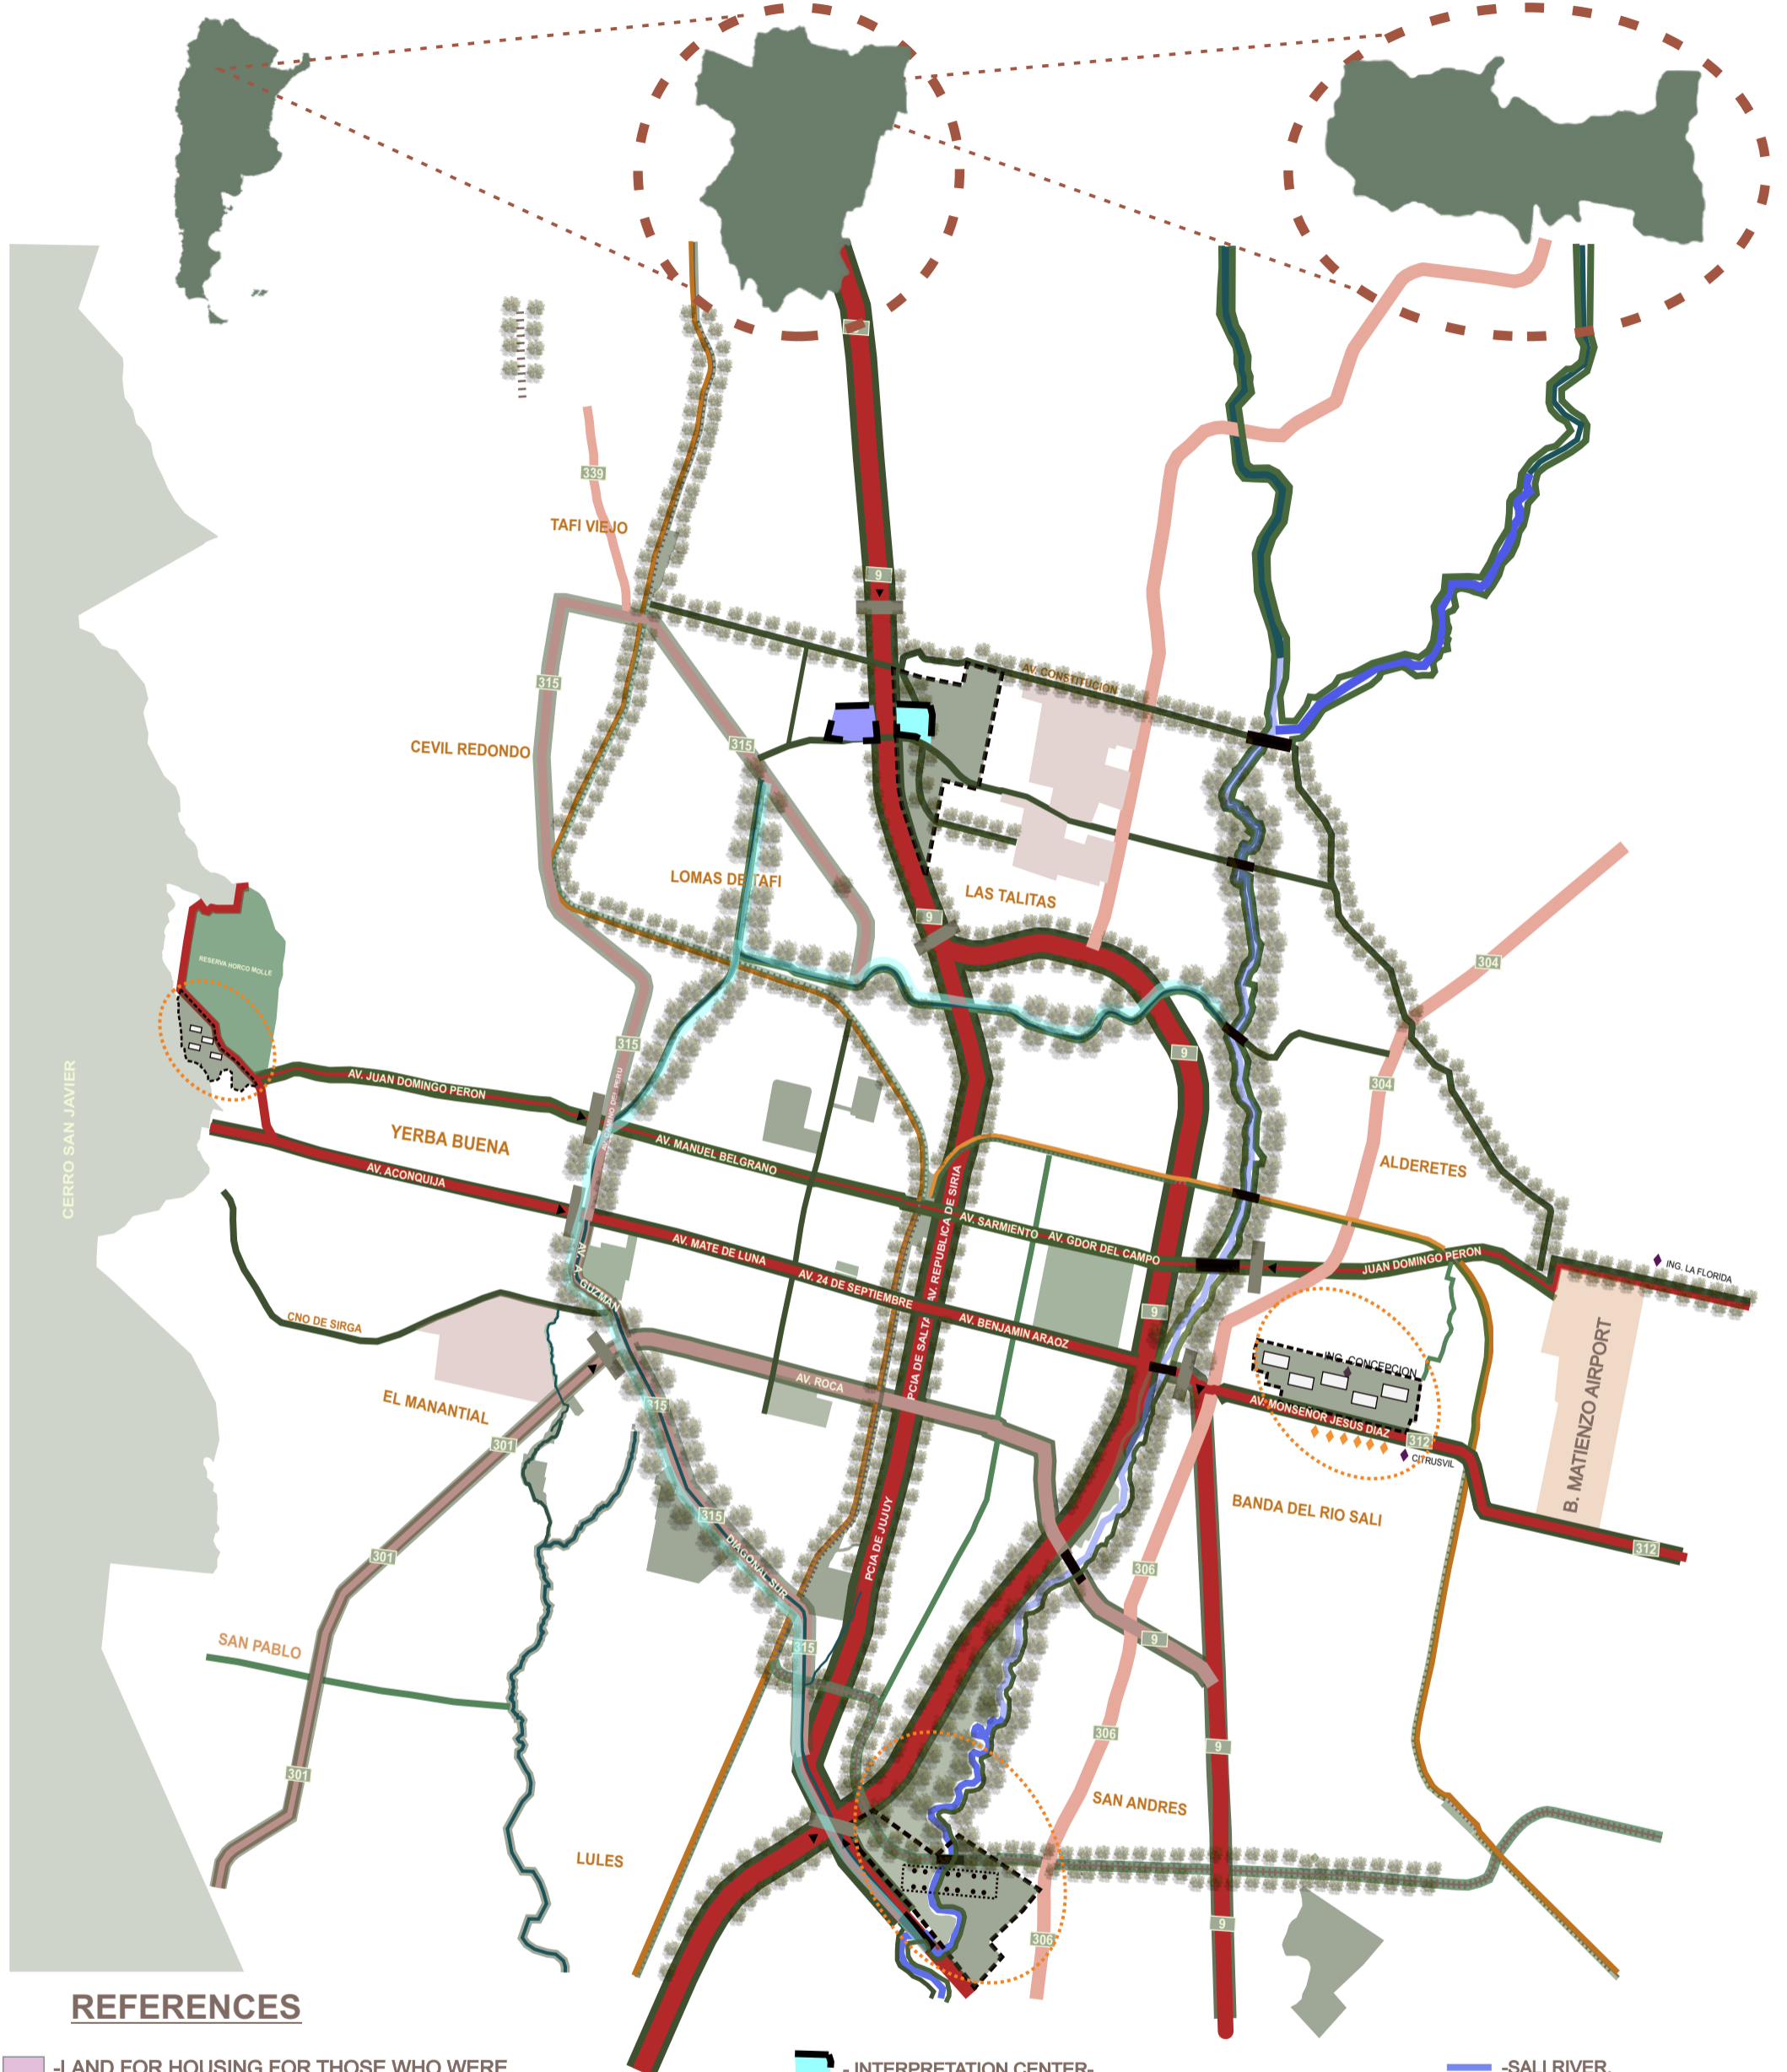 9
339
TAFI VIEJO
9
315
AV. CONSTITUCION
CEVIL REDONDO
315
LOMAS DE TAFI
LAS TALITAS
9
304
RESERVA HORCO MOLLE
315
9
304
CERRO SAN JAVIER
AV. JUAN DOMINGO PERON
YERBA BUENA
AV. MANUEL BELGRANO
AV. ACONQUIJA
ALDERETES
AV. REPUBLICA DE SIRIA
AV. SARMIENTO
AV. GDOR DEL CAMPO
JUAN DOMINGO PERON
ING. LA FLORIDA
AV. MATE DE LUNA
AV. 24 DE SEPTIEMPRE
AV. BENJAMIN ARAOZ
AV. A. GUZMAN
CNO DE SIRGA
9
B. MATIENZO AIRPORT
ING. CONCEPCION
PCIA DE SALTA
AV. ROCA
EL MANANTIAL
315
301
AV. MONSEÑOR JESUS DIAZ
312
CITRUSVIL
BANDA DEL RIO SALI
315
DIAGONAL SUR
PCIA DE JUJUY
301
306
312
SAN PABLO
315
9
306
9
301
SAN ANDRES
LULES
9
306
REFERENCES
-LAND FOR HOUSING FOR THOSE WHO WERE
- INTERPRETATION CENTER-
-SALI RIVER.